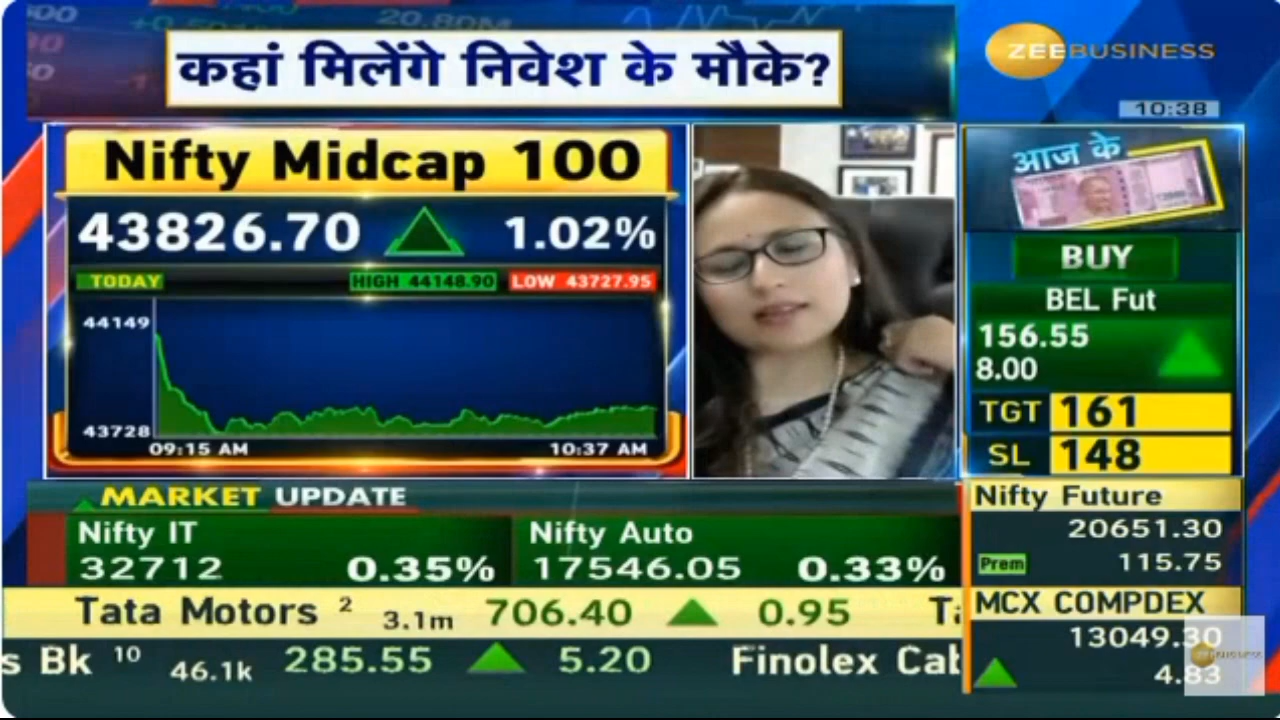 कहां मिलेंगे निवेश के मौके?
ZEEBUSINESS
10:38
Nifty Midcap 100
43826.70 1.02%
TODAY HIGH 44148.90 LOW 43727.95
44149
43728
09:15 AM 10:37 AM
आज के
BUY
BEL Fut
156.55
8.00
TGT 161
SL 148
MARKET UPDATE
Nifty IT
32712 0.35%
Nifty Auto
17546.05 0.33%
Nifty Future
20651.30
Prem 115.75
MCX COMPDEX
13049.30
4.83
Tata Motors 2 3.1m 706.40 0.95 Ta
s Bk 10 46.1k 285.55 5.20 Finolex Cab